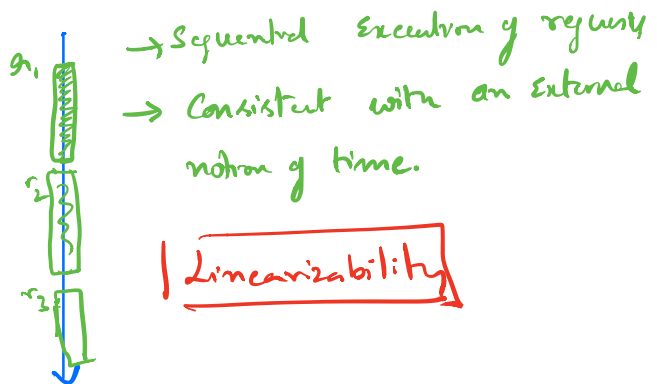 → Sequential Execution of requests
r1
→ Consistent with an External
notion of time.
r2
Linearizability
r3